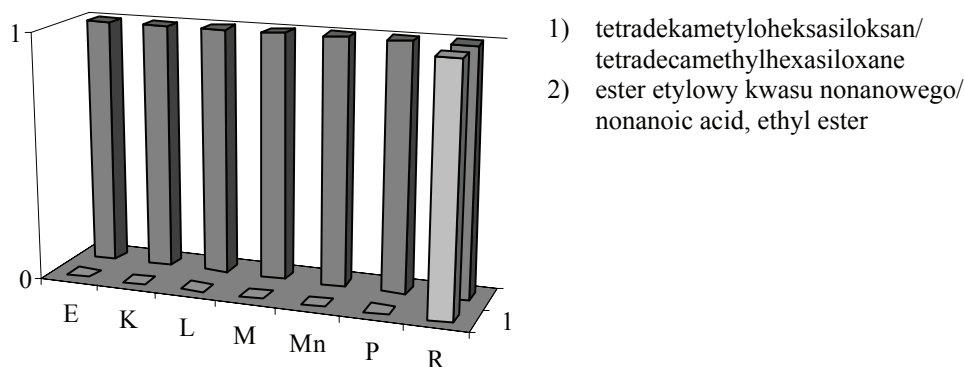 1
0
E K L M Mn P R
1
1) tetradekametyloheksasiloksan/
tetradecamethylhexasiloxane
2) ester etylowy kwasu nonanowego/
nonanoic acid, ethyl ester